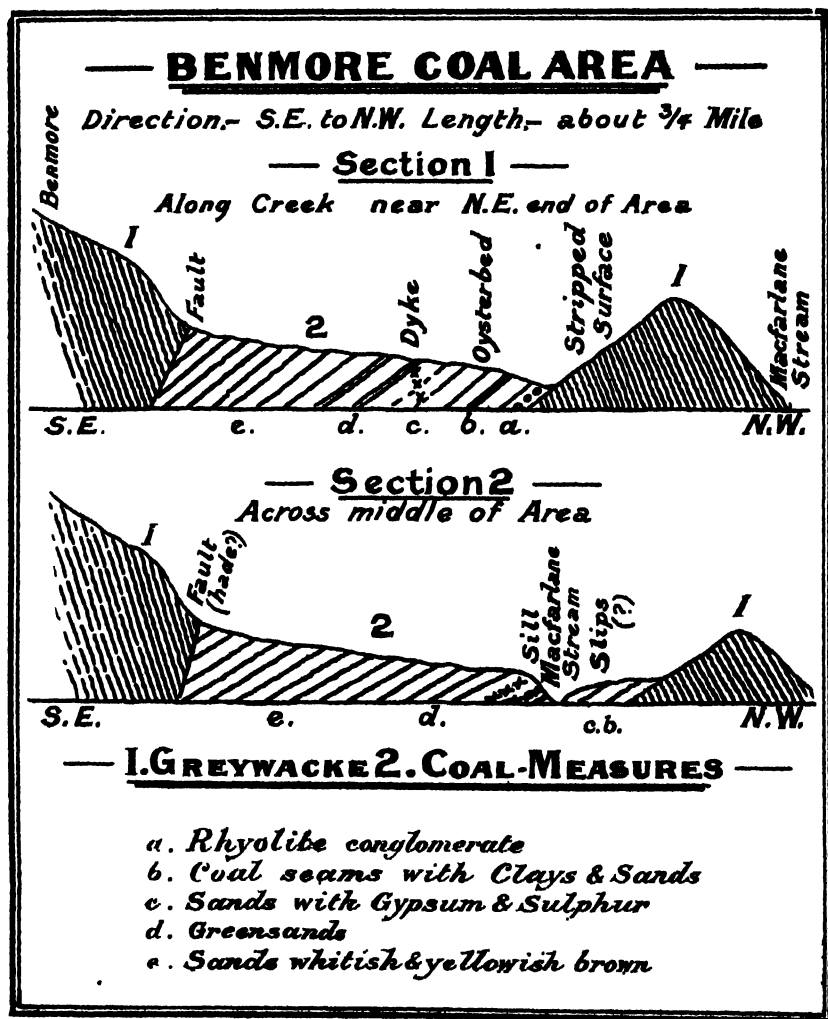 BENMORE COAL AREA
Direction.- S.E. to N.W. Length,- about 3/4 Mile
Section I
Along Creek near N.E. end of Area
Benmore
I
Fault
2
Dyke
Oysterbed
Stripped Surface
I
Macfarlane Stream
S.E. e. d. c. b. a. N.W.
Section 2
Across middle of Area
I
Fault (hade?)
2
Sill
Macfarlane Stream
Slips (?)
I
S.E. e. d. c.b. N.W.
I. GREYWACKE 2. COAL-MEASURES
a. Rhyolite conglomerate
b. Coal seams with Clays & Sands
c. Sands with Gypsum & Sulphur
d. Greensands
e. Sands whitish & yellowish brown